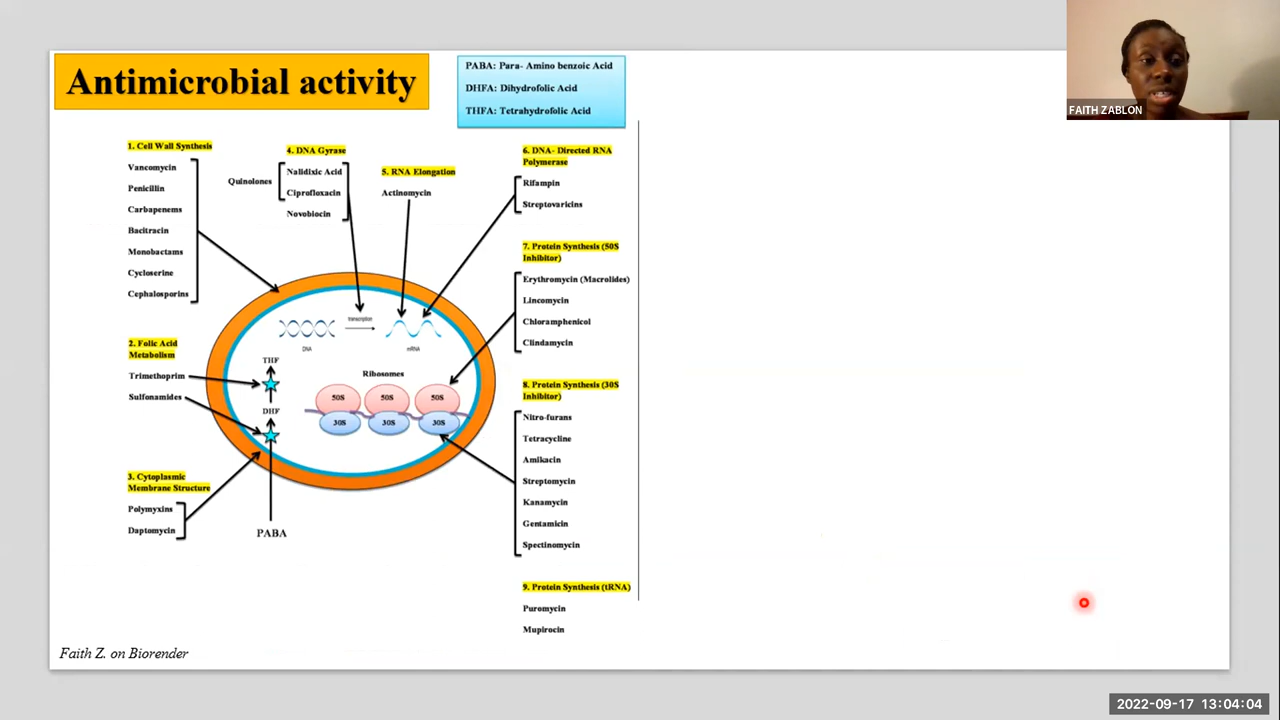 Antimicrobial activity
PABA: Para- Amino benzoic Acid
DHFA: Dihydrofolic Acid
THFA: Tetrahydrofolic Acid
FAITH ZABLON
1. Cell Wall Synthesis
Vancomycin
Penicillin
Carbapenems
Bacitracin
Monobactams
Cycloserine
Cephalosporins
2. Folic Acid
Metabolism
Trimethoprim
Sulfonamides
3. Cytoplasmic
Membrane Structure
Polymyxins
Daptomycin
4. DNA Gyrase
Quinolones
Nalidixic Acid
Ciprofloxacin
Novobiocin
5. RNA Elongation
Actinomycin
transcription
DNA
mRNA
THF
DHF
PABA
Ribosomes
50S 50S 50S
30S 30S 30S
6. DNA- Directed RNA
Polymerase
Rifampin
Streptovaricins
7. Protein Synthesis (50S
Inhibitor)
Erythromycin (Macrolides)
Lincomycin
Chloramphenicol
Clindamycin
8. Protein Synthesis (30S
Inhibitor)
Nitro-furans
Tetracycline
Amikacin
Streptomycin
Kanamycin
Gentamicin
Spectinomycin
9. Protein Synthesis (tRNA)
Puromycin
Mupirocin
Faith Z. on Biorender
2022-09-17 13:04:04